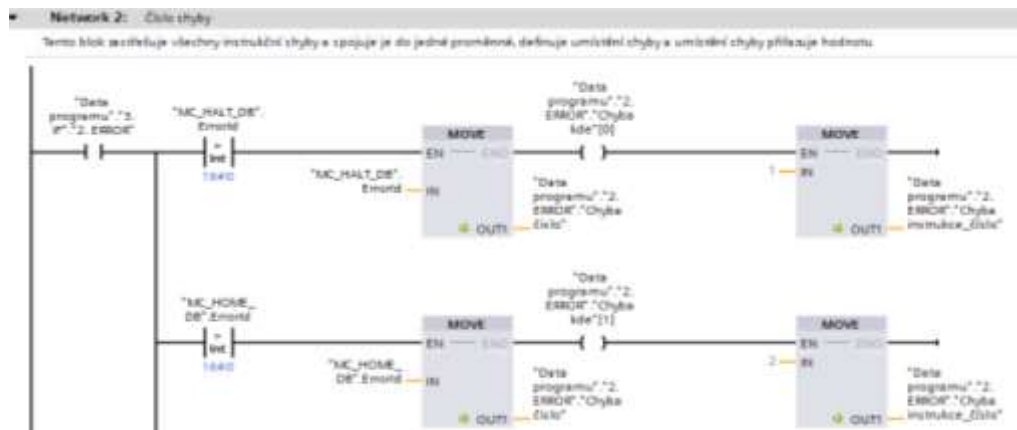 Network 2: Číslo chyby
Tento blok zastřešuje všechny instrukční chyby a spojuje je do jedné proměnné, definuje umístění chyby a umístění chyby přiřazuje hodnotu
"Data
programu"."3.
"2. ERROR"
"MC_HALT_DB".
ErrorId
Int
16#0
"MC_HALT_DB".
ErrorId
MOVE
EN ENO
IN
OUT1
"Data
programu"."2.
ERROR"."Chyba
číslo"
"Data
programu"."2.
ERROR"."Chyba
kde"[0]
MOVE
EN ENO
1 IN
OUT1
"Data
programu"."2.
ERROR"."Chyba
instrukce_číslo"
"MC_HOME_
DB".ErrorId
Int
16#0
"MC_HOME_
DB".ErrorId
MOVE
EN ENO
IN
OUT1
"Data
programu"."2.
ERROR"."Chyba
číslo"
"Data
programu"."2.
ERROR"."Chyba
kde"[1]
MOVE
EN ENO
2 IN
OUT1
"Data
programu"."2.
ERROR"."Chyba
instrukce_číslo"